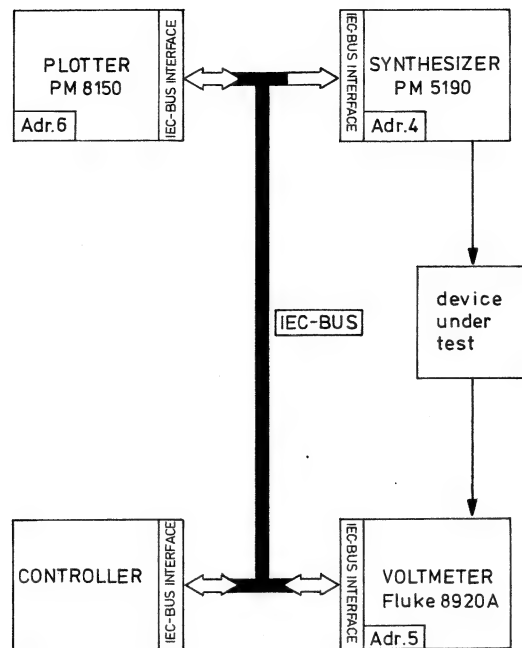 PLOTTER
PM 8150
Adr.6
IEC-BUS INTERFACE
IEC-BUS INTERFACE
SYNTHESIZER
PM 5190
Adr.4
device
under
test
IEC-BUS
CONTROLLER
IEC-BUS INTERFACE
IEC-BUS INTERFACE
VOLTMETER
Fluke 8920A
Adr.5